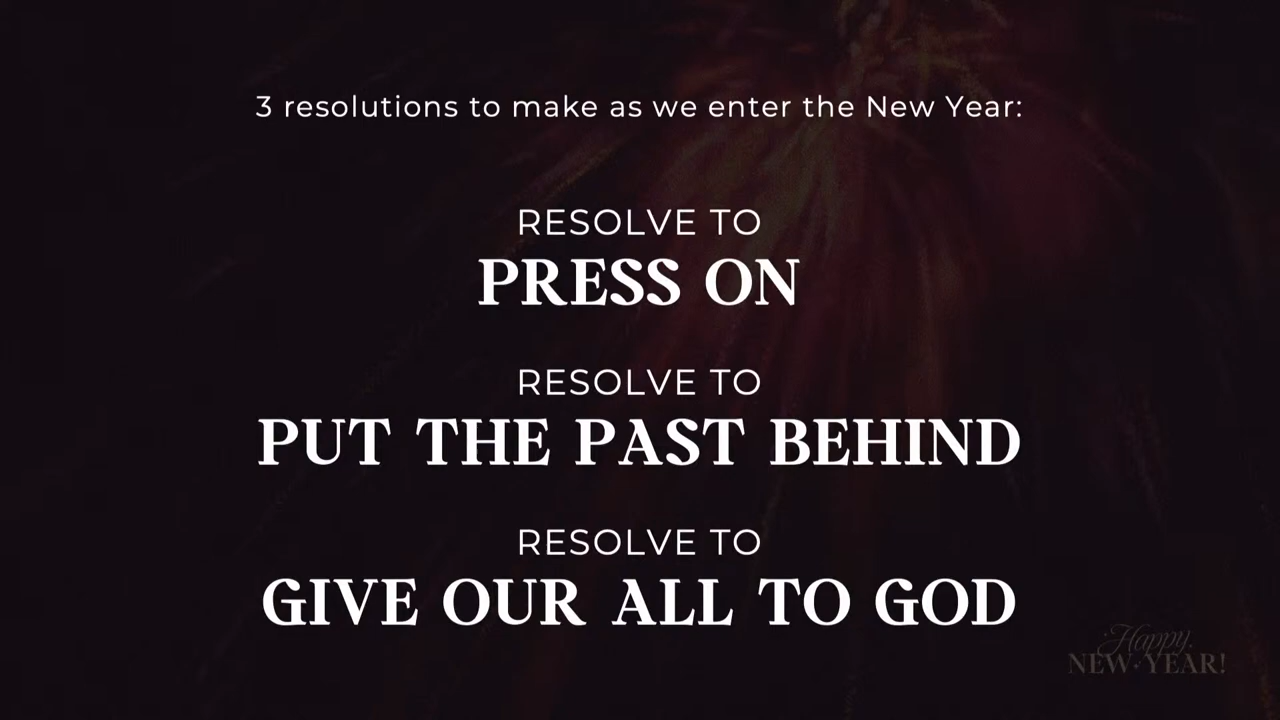 3 resolutions to make as we enter the New Year:
RESOLVE TO
PRESS ON
RESOLVE TO
PUT THE PAST BEHIND
RESOLVE TO
GIVE OUR ALL TO GOD
Happy
NEW YEAR!